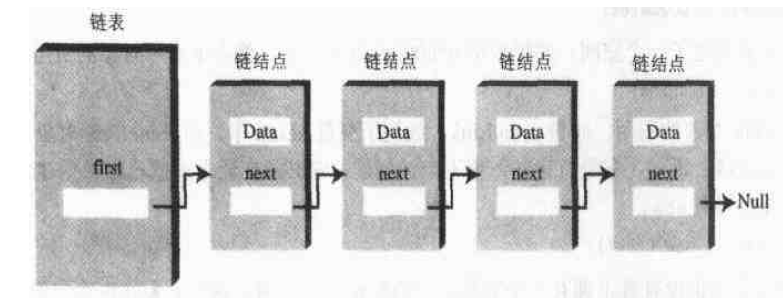 链表
链结点 链结点 链结点 链结点
Data Data Data Data
first next next next next
Null